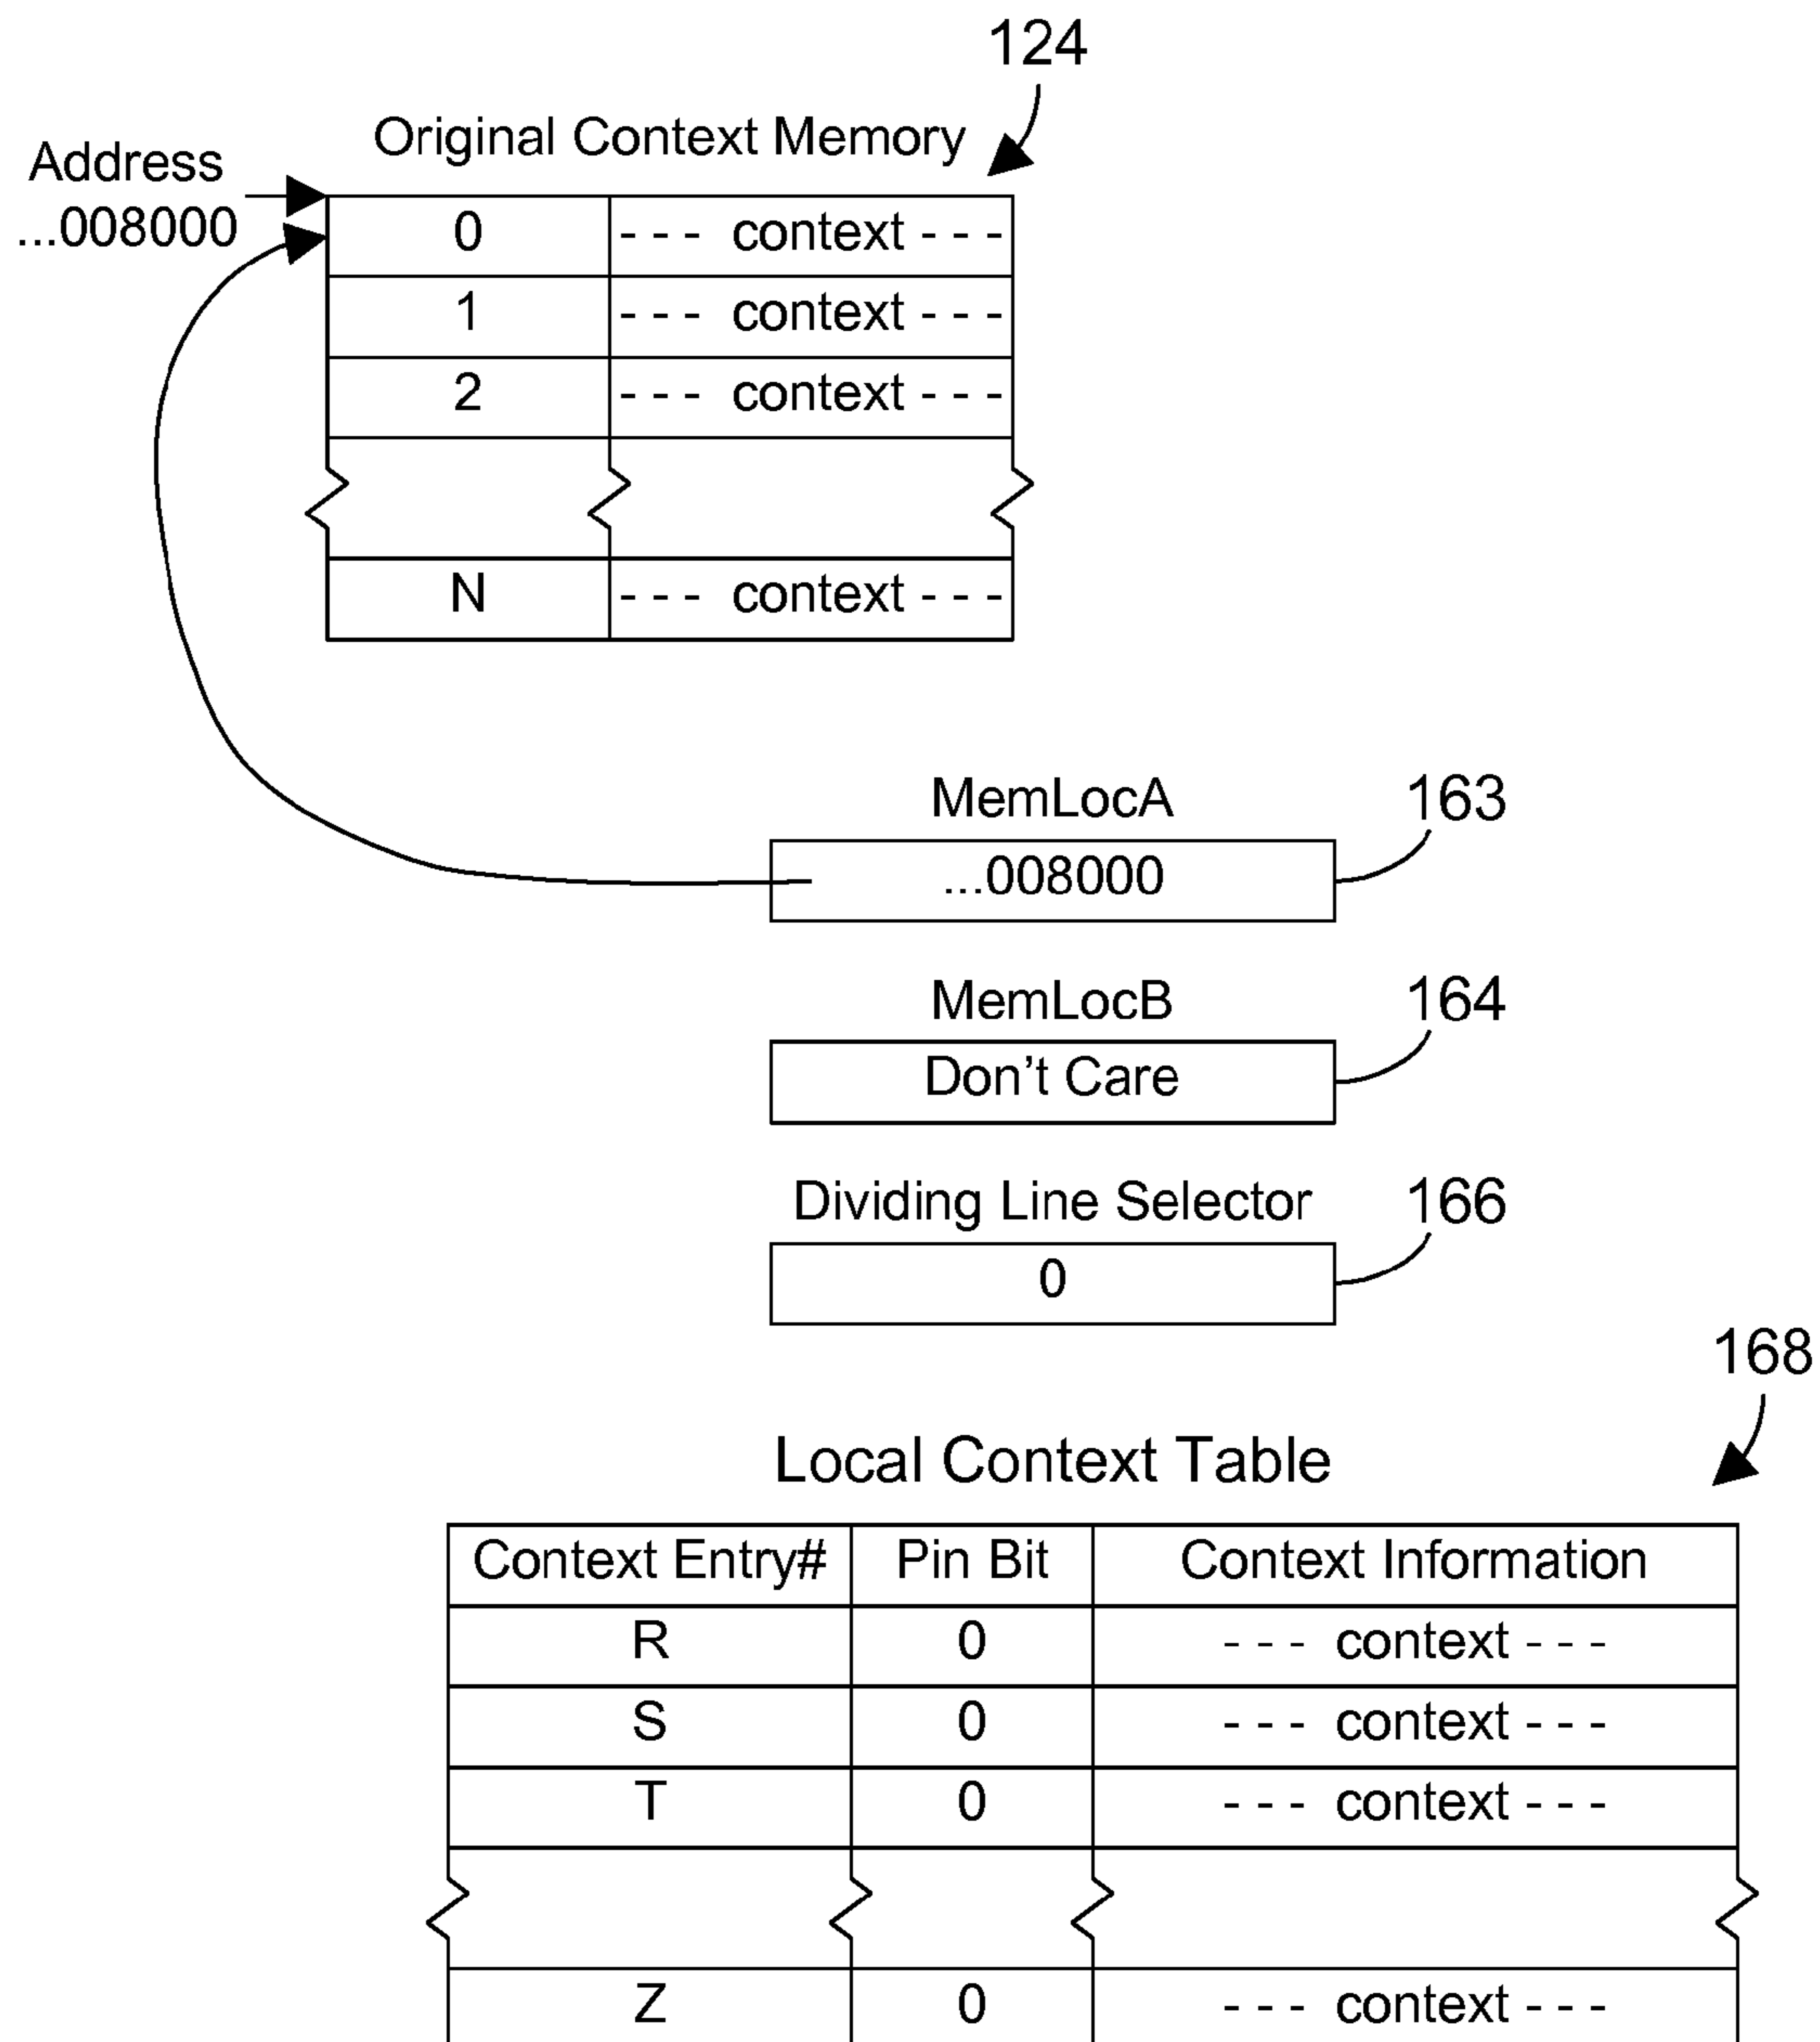 124
Original Context Memory
Address
...008000
0 - - - context - - -
1 - - - context - - -
2 - - - context - - -
N - - - context - - -
MemLocA 163
...008000
MemLocB 164
Don't Care
Dividing Line Selector 166
0
168
Local Context Table
Context Entry# Pin Bit Context Information
R 0 - - - context - - -
S 0 - - - context - - -
T 0 - - - context - - -
Z 0 - - - context - - -